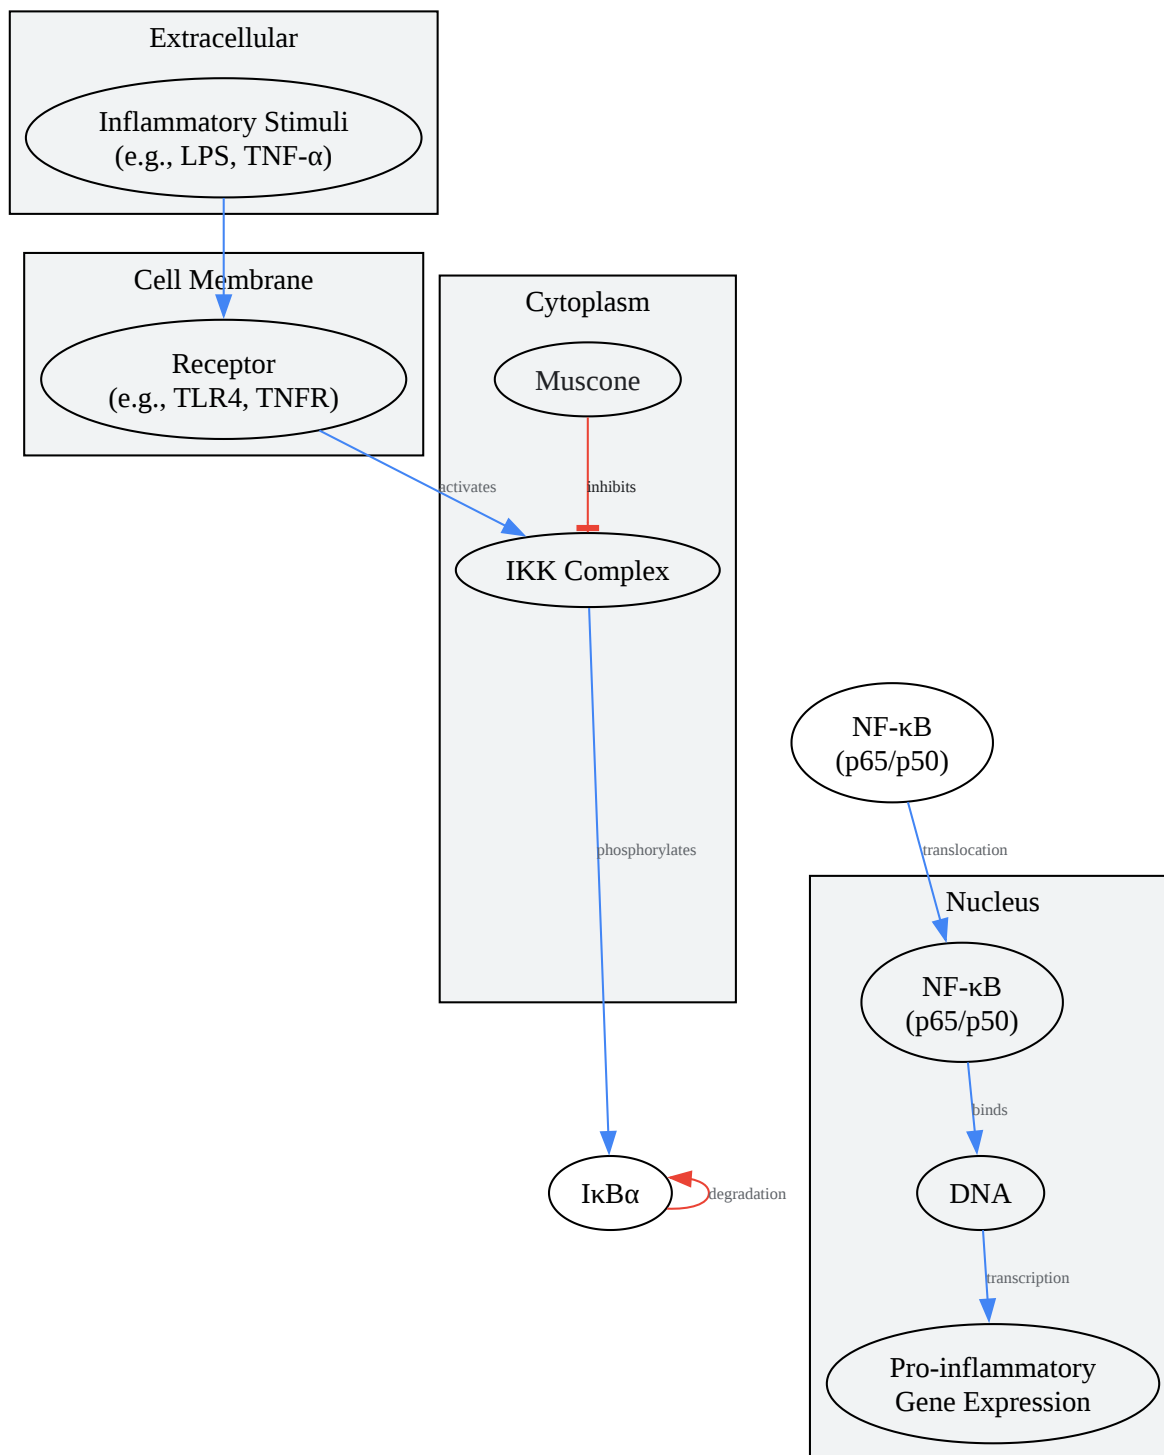 Extracellular
Inflammatory Stimuli
(e.g., LPS, TNF-α)
Cell Membrane
Receptor
(e.g., TLR4, TNFR)
Cytoplasm
Muscone
activates
inhibits
IKK Complex
phosphorylates
IκBα
degradation
NF-κB
(p65/p50)
translocation
Nucleus
NF-κB
(p65/p50)
binds
DNA
transcription
Pro-inflammatory
Gene Expression